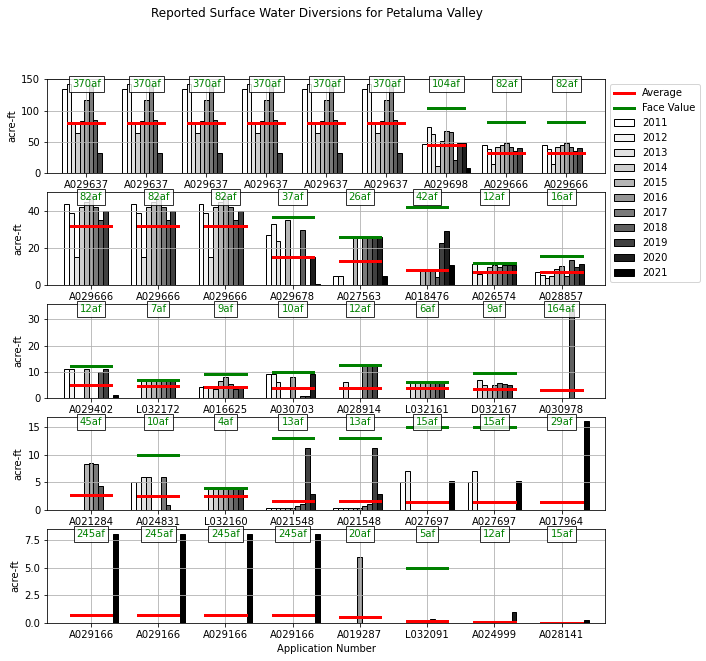 Reported Surface Water Diversions for Petaluma Valley
150
100
50
0
acre-ft
370af 370af 370af 370af 370af 370af 104af 82af 82af
A029637 A029637 A029637 A029637 A029637 A029637 A029698 A029666 A029666
Average
Face Value
2011
2012
2013
2014
2015
2016
2017
2018
2019
2020
2021
40
20
0
acre-ft
82af 82af 82af 37af 26af 42af 12af 16af
A029666 A029666 A029666 A029678 A027563 A018476 A026574 A028857
30
20
10
0
acre-ft
12af 7af 9af 10af 12af 6af 9af 164af
A029402 L032172 A016625 A030703 A028914 L032161 D032167 A030978
15
10
5
0
acre-ft
45af 10af 4af 13af 13af 15af 15af 29af
A021284 A024831 L032160 A021548 A021548 A027697 A027697 A017964
7.5
5.0
2.5
0.0
acre-ft
245af 245af 245af 245af 20af 5af 12af 15af
A029166 A029166 A029166 A029166 A019287 L032091 A024999 A028141
Application Number